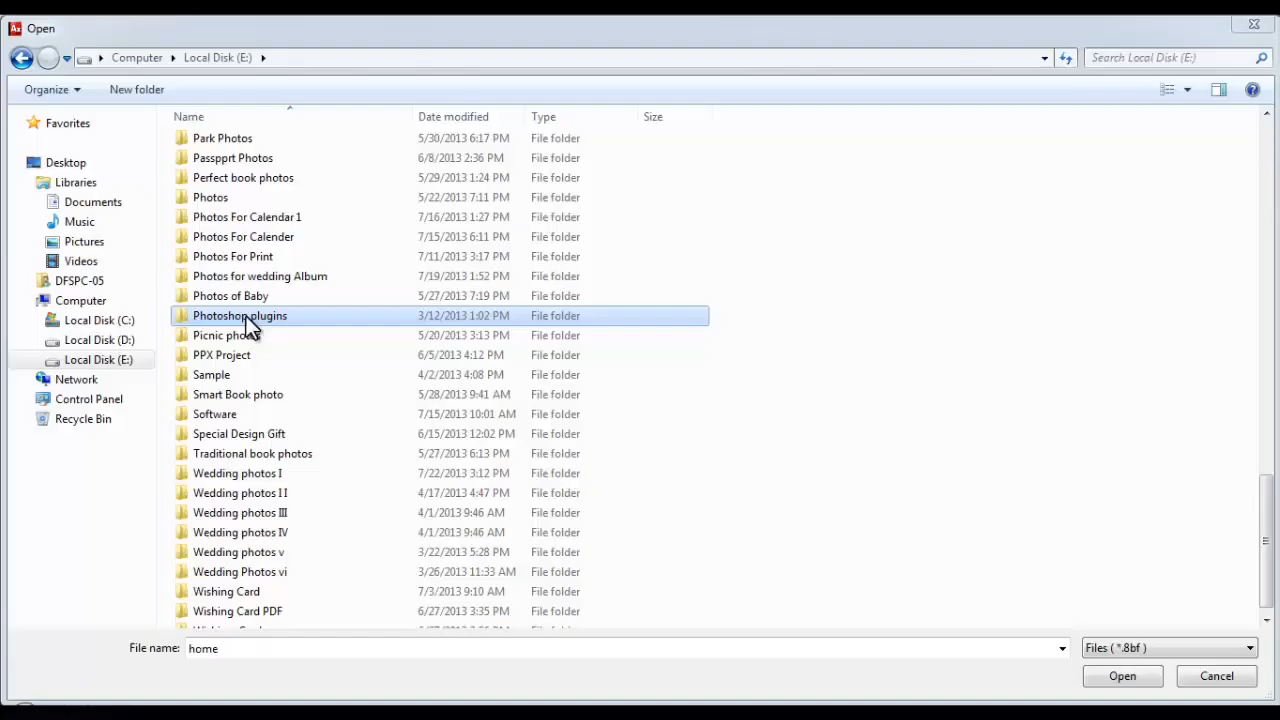 Open
Computer Local Disk (E:)
Search Local Disk (E:)
Organize New folder
Name Date modified Type Size
Favorites
Desktop
Libraries
Documents
Music
Pictures
Videos
DFSPC-05
Computer
Local Disk (C:)
Local Disk (D:)
Local Disk (E:)
Network
Control Panel
Recycle Bin
Park Photos 5/30/2013 6:17 PM File folder
Passpprt Photos 6/8/2013 2:36 PM File folder
Perfect book photos 5/29/2013 1:24 PM File folder
Photos 5/22/2013 7:11 PM File folder
Photos For Calendar 1 7/16/2013 1:27 PM File folder
Photos For Calender 7/15/2013 6:11 PM File folder
Photos For Print 7/11/2013 3:17 PM File folder
Photos for wedding Album 7/19/2013 1:52 PM File folder
Photos of Baby 5/27/2013 7:19 PM File folder
Photoshop plugins 3/12/2013 1:02 PM File folder
Picnic 5/20/2013 3:13 PM File folder
PPX Project 6/5/2013 4:12 PM File folder
Sample 4/2/2013 4:08 PM File folder
Smart Book photo 5/28/2013 9:41 AM File folder
Software 7/15/2013 10:01 AM File folder
Special Design Gift 6/15/2013 12:02 PM File folder
Traditional book photos 5/27/2013 6:13 PM File folder
Wedding photos I 7/22/2013 3:12 PM File folder
Wedding photos I I 4/17/2013 4:47 PM File folder
Wedding photos III 4/1/2013 9:46 AM File folder
Wedding photos IV 4/1/2013 9:46 AM File folder
Wedding photos v 3/22/2013 5:28 PM File folder
Wedding Photos vi 3/26/2013 11:33 AM File folder
Wishing Card 7/3/2013 9:10 AM File folder
Wishing Card PDF 6/27/2013 3:35 PM File folder
File name: home Files ( *.8bf )
Open Cancel